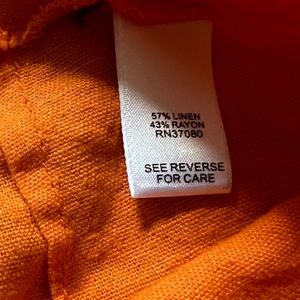 57% LINEN
43% RAYON
RN37080
SEE REVERSE
FOR CARE